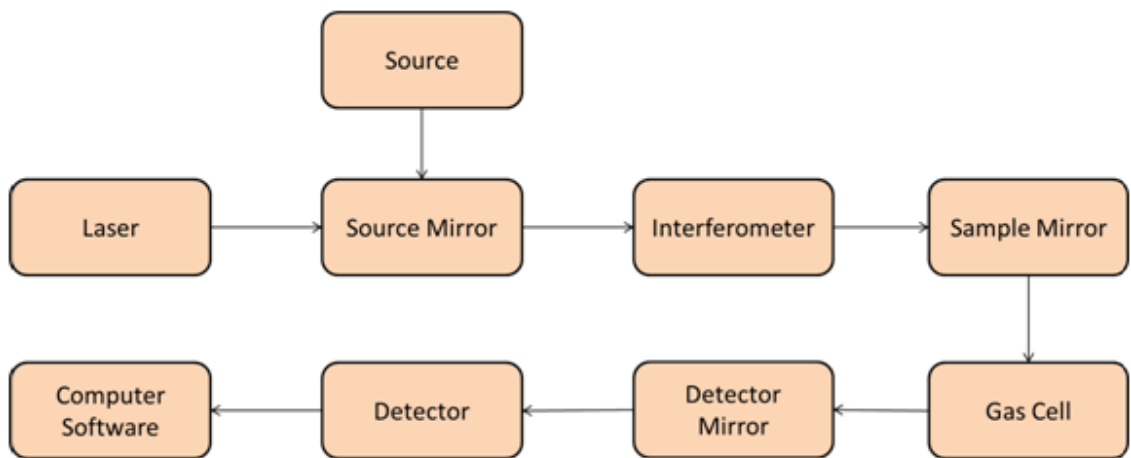 Source
Laser
Source Mirror
Interferometer
Sample Mirror
Computer
Software
Detector
Detector
Mirror
Gas Cell